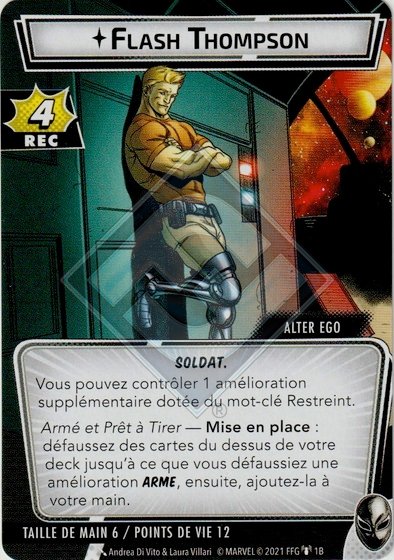 FLASH THOMPSON
4
REC
ALTER EGO
SOLDAT.
Vous pouvez contrôler 1 amélioration
supplémentaire dotée du mot-clé Restreint.
Armé et Prêt à Tirer — Mise en place :
défaussez des cartes du dessus de votre
deck jusqu'à ce que vous défaussiez une
amélioration ARME, ensuite, ajoutez-la à
votre main.
TAILLE DE MAIN 6 / POINTS DE VIE 12
Andrea Di Vito & Laura Villari © MARVEL © 2021 FFG 1B